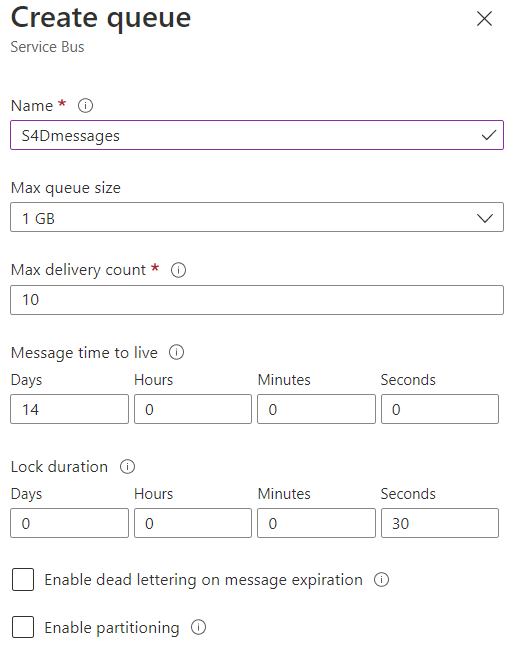 Create queue
Service Bus
Name *
S4Dmessages
Max queue size
1 GB
Max delivery count *
10
Message time to live
Days Hours Minutes Seconds
14 0 0 0
Lock duration
Days Hours Minutes Seconds
0 0 0 30
Enable dead lettering on message expiration
Enable partitioning